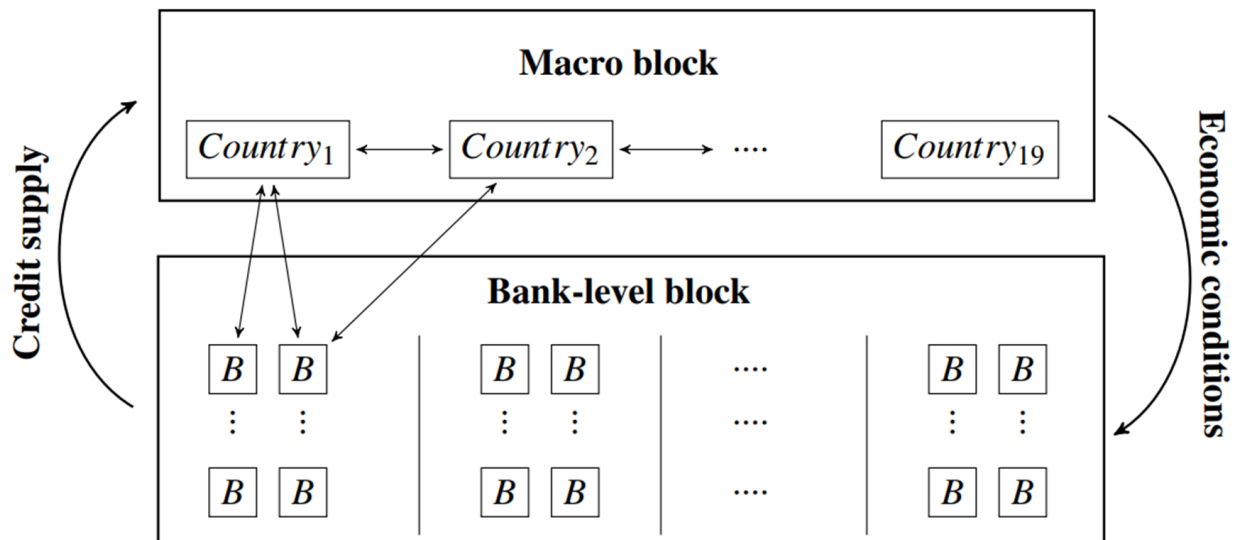 Macro block
Country₁ Country₂ .... Country₁₉
Credit supply
Economic conditions
Bank-level block
B B B B .... B B
⋮ ⋮ ⋮ ⋮ .... ⋮ ⋮
B B B B .... B B